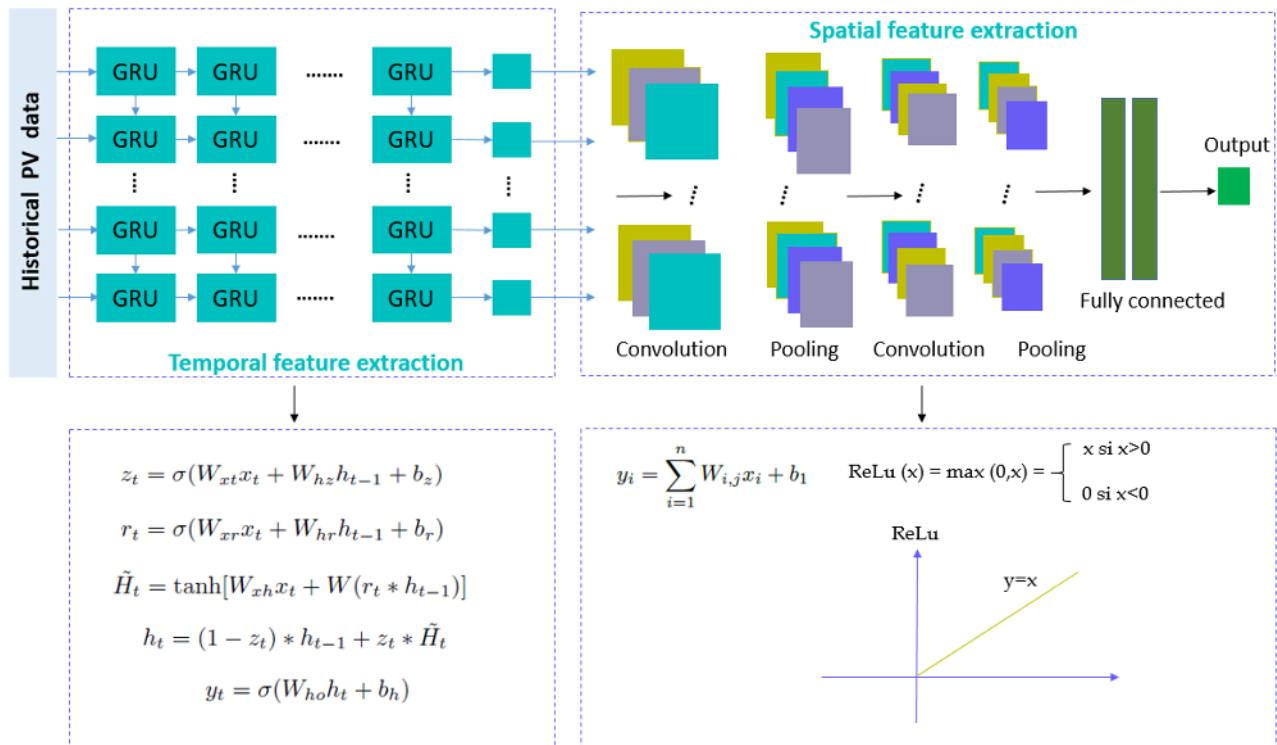 Historical PV data
GRU GRU ....... GRU
GRU GRU ....... GRU
GRU GRU ....... GRU
GRU GRU ....... GRU
Temporal feature extraction
Spatial feature extraction
Output
Fully connected
Convolution Pooling Convolution Pooling
z_t = σ(W_{xt}x_t + W_{hz}h_{t−1} + b_z)
r_t = σ(W_{xr}x_t + W_{hr}h_{t−1} + b_r)
H̃_t = tanh[W_{xh}x_t + W(r_t * h_{t−1})]
h_t = (1 − z_t) * h_{t−1} + z_t * H̃_t
y_t = σ(W_{ho}h_t + b_h)
y_i = \sum_{i=1}^{n} W_{i,j}x_i + b_1
ReLu (x) = max (0,x) = { x si x>0
0 si x<0
ReLu
y=x